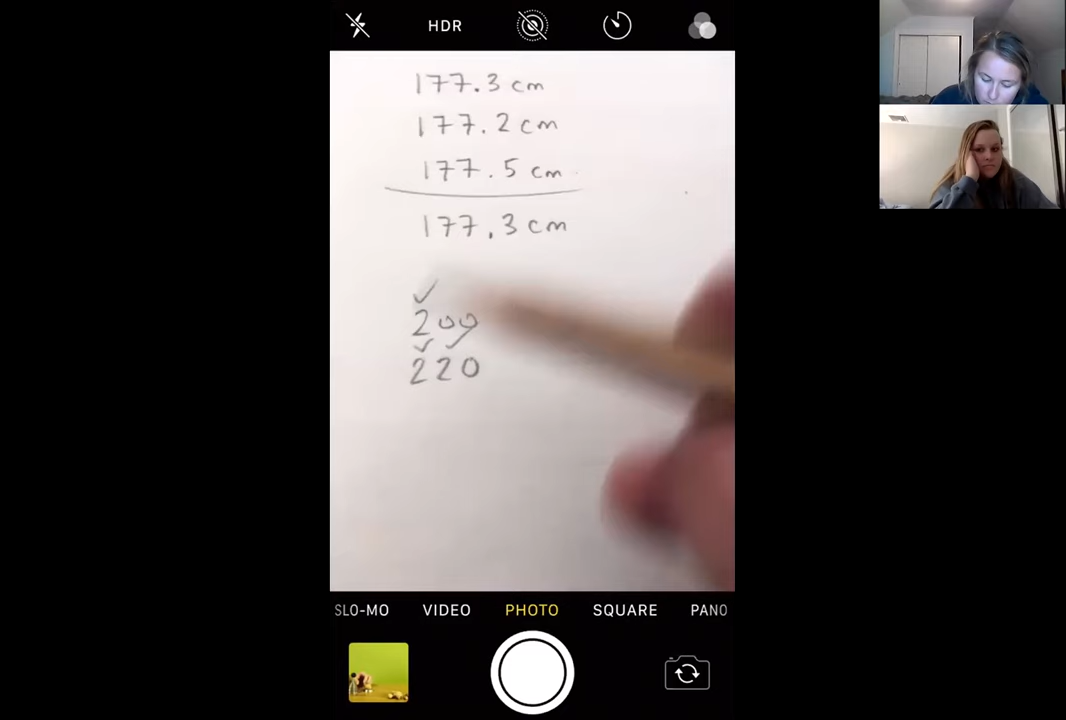 HDR
177.3 cm
177.2 cm
177.5 cm
177.3 cm
200
220
SLO-MO VIDEO PHOTO SQUARE PANO